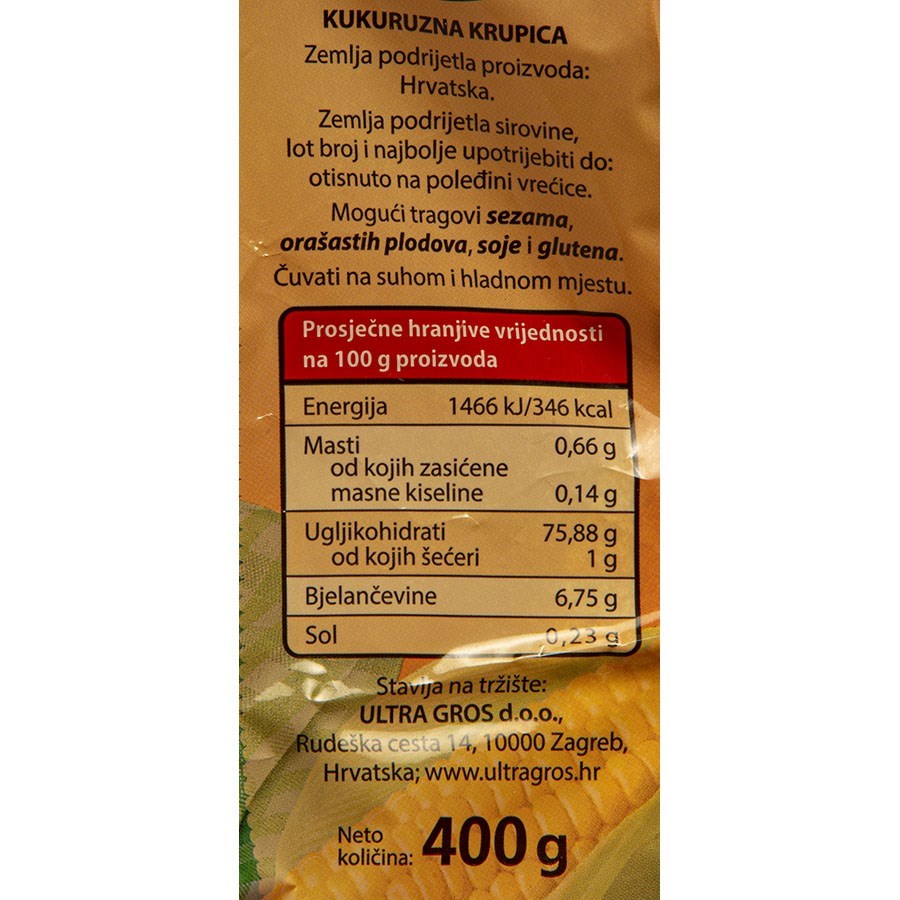 KUKURUZNA KRUPICA
Zemlja podrijetla proizvoda:
Hrvatska.
Zemlja podrijetla sirovine,
lot broj i najbolje upotrijebiti do:
otisnuto na poleđini vrećice.
Mogući tragovi sezama,
orašastih plodova, soje i glutena.
Čuvati na suhom i hladnom mjestu.
Prosječne hranjive vrijednosti
na 100 g proizvoda
Energija 1466 kJ/346 kcal
Masti 0,66 g
od kojih zasićene
masne kiseline 0,14 g
Ugljikohidrati 75,88 g
od kojih šećeri 1 g
Bjelančevine 6,75 g
Sol 0,23 g
Stavlja na tržište:
ULTRA GROS d.o.o.,
Rudeška cesta 14, 10000 Zagreb,
Hrvatska; www.ultragros.hr
Neto
količina: 400 g